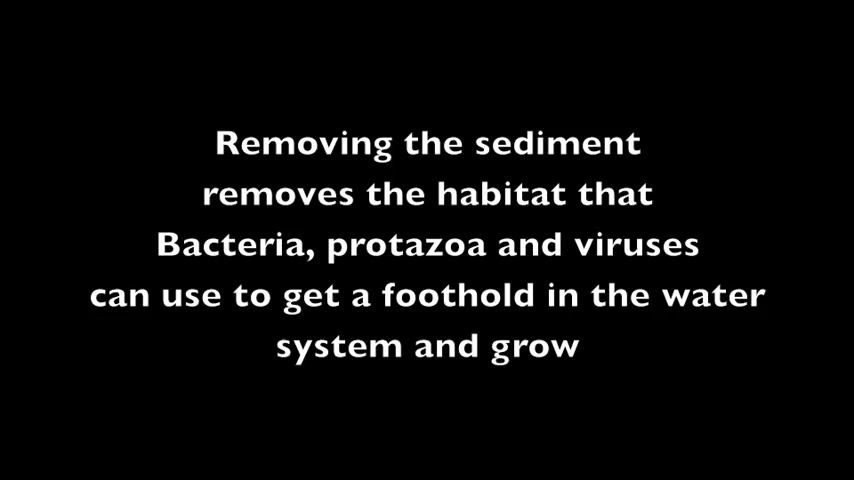 Removing the sediment
removes the habitat that
Bacteria, protazoa and viruses
can use to get a foothold in the water
system and grow